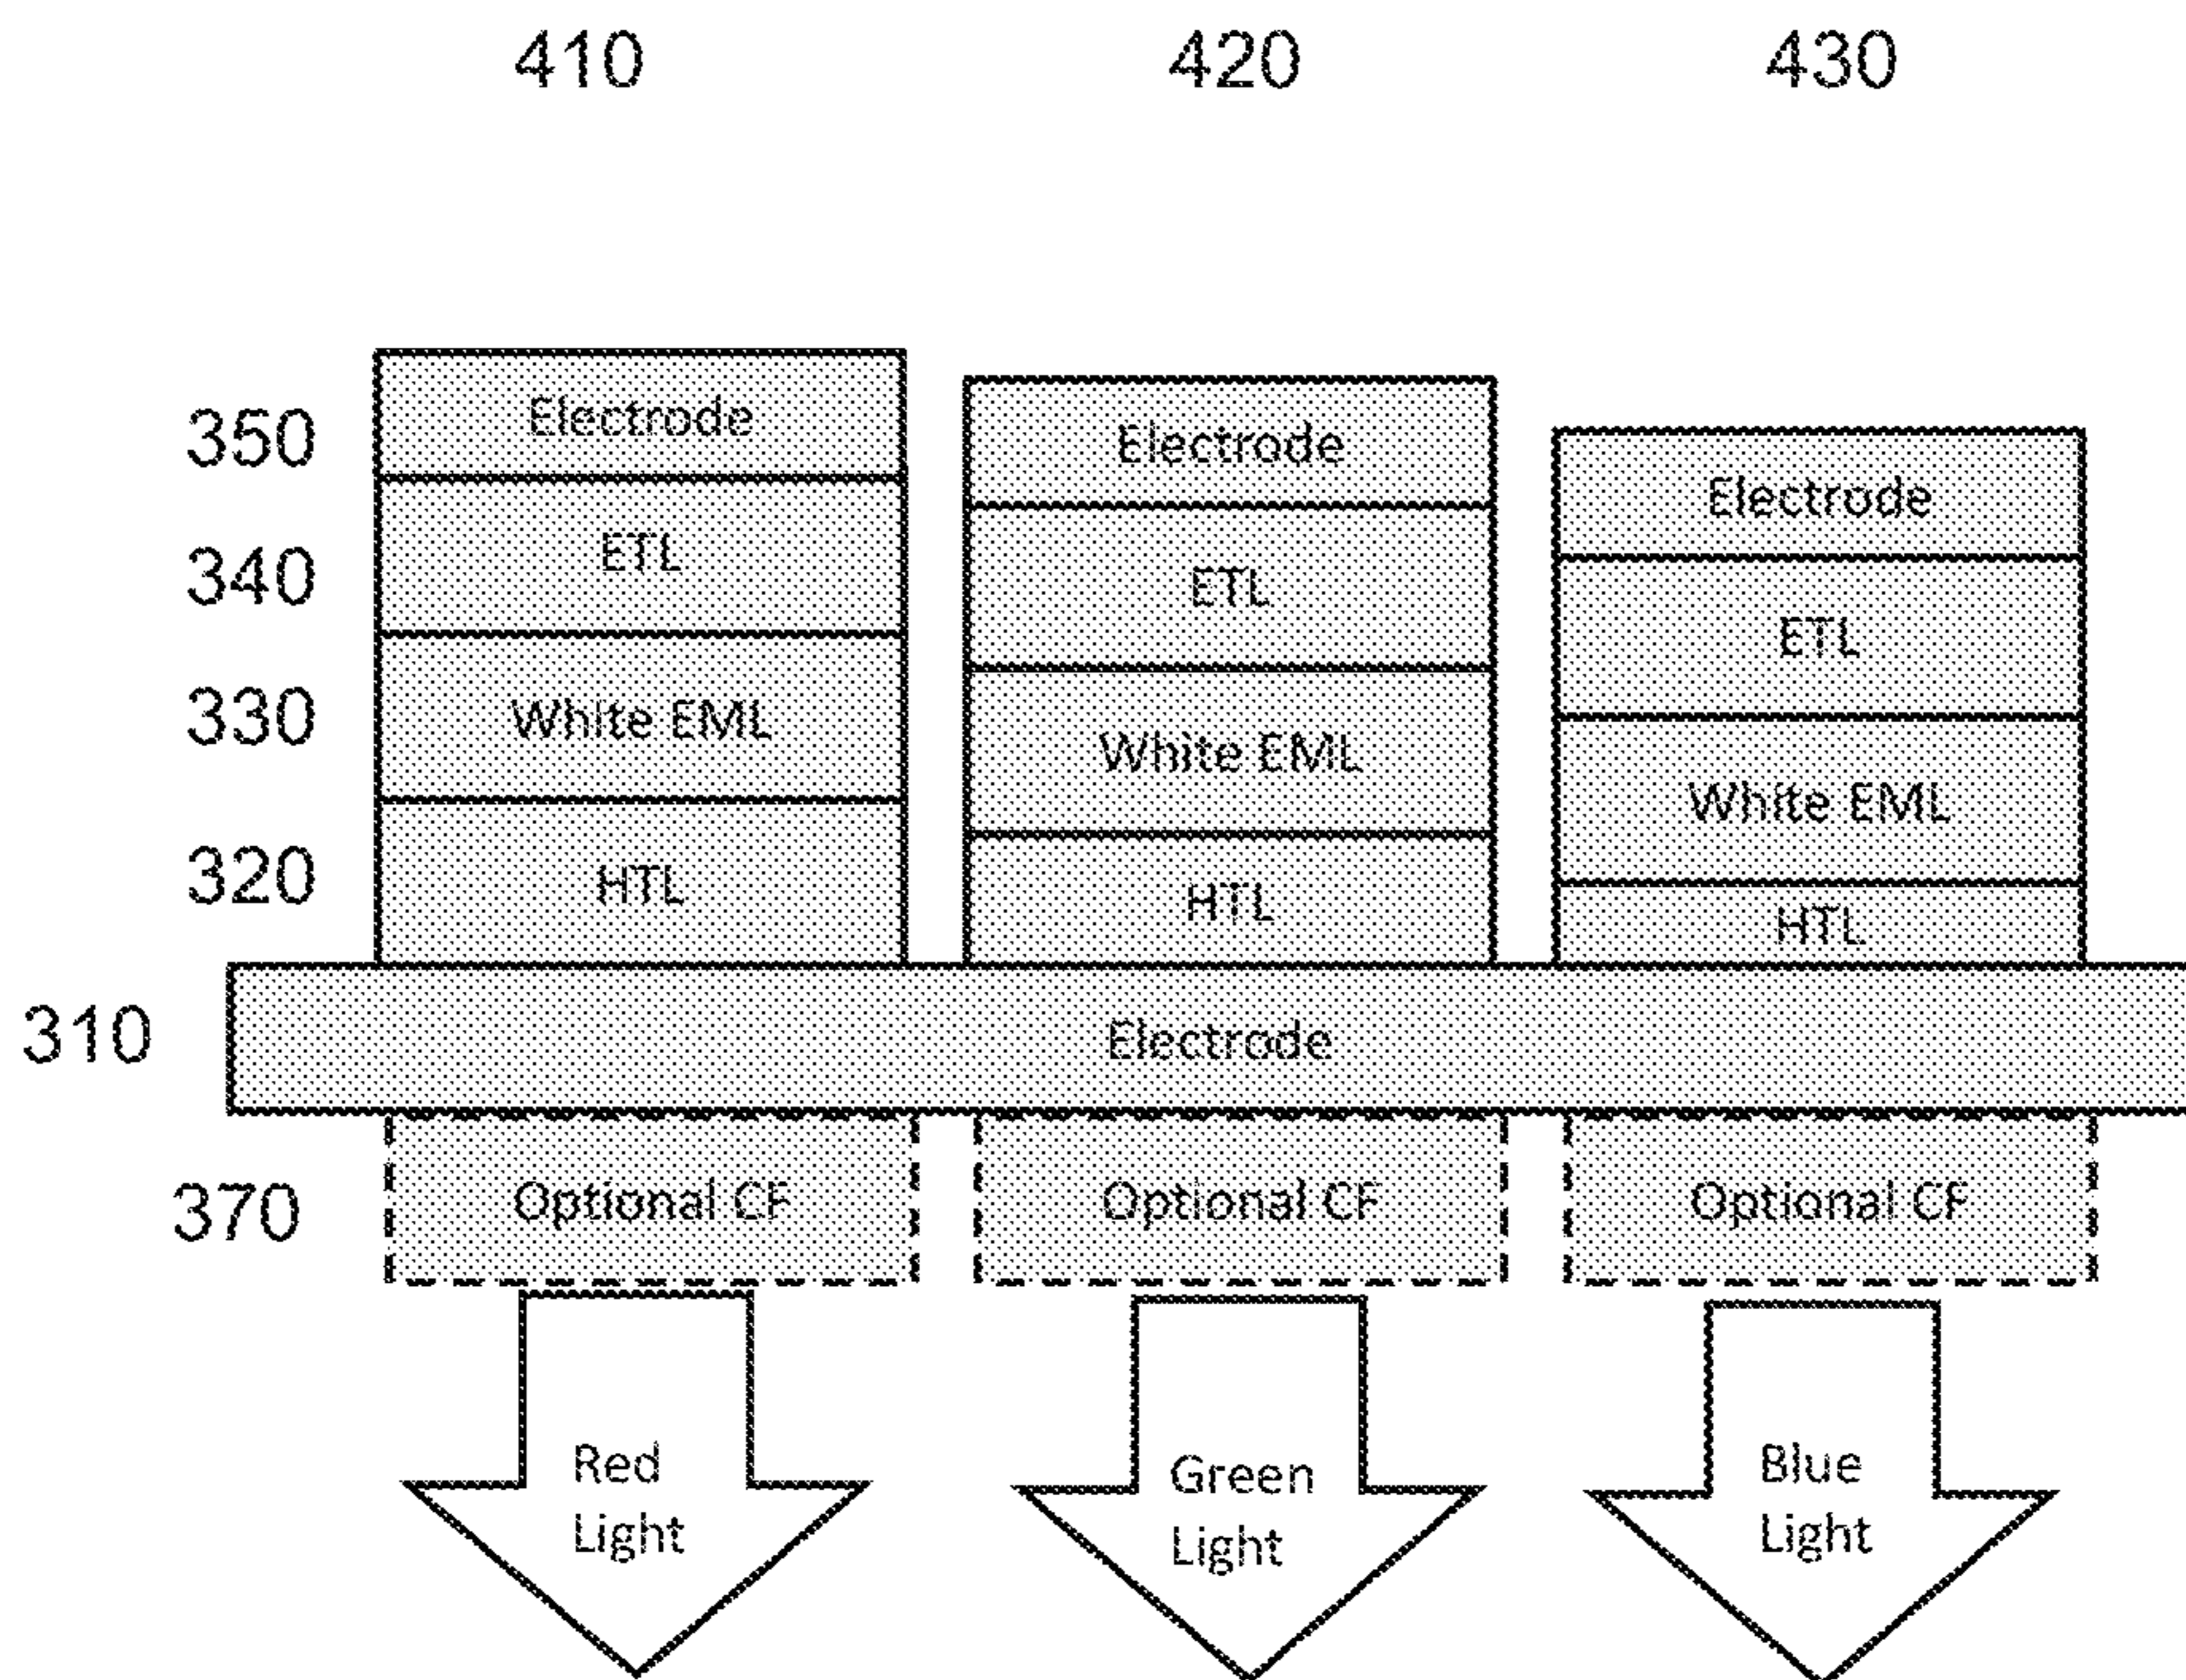 410 420 430
350 Electrode Electrode Electrode
340 ETL ETL ETL
330 White EML White EML White EML
320 HTL HTL HTL
310 Electrode
370 Optional CF Optional CF Optional CF
Red Green Blue
Light Light Light